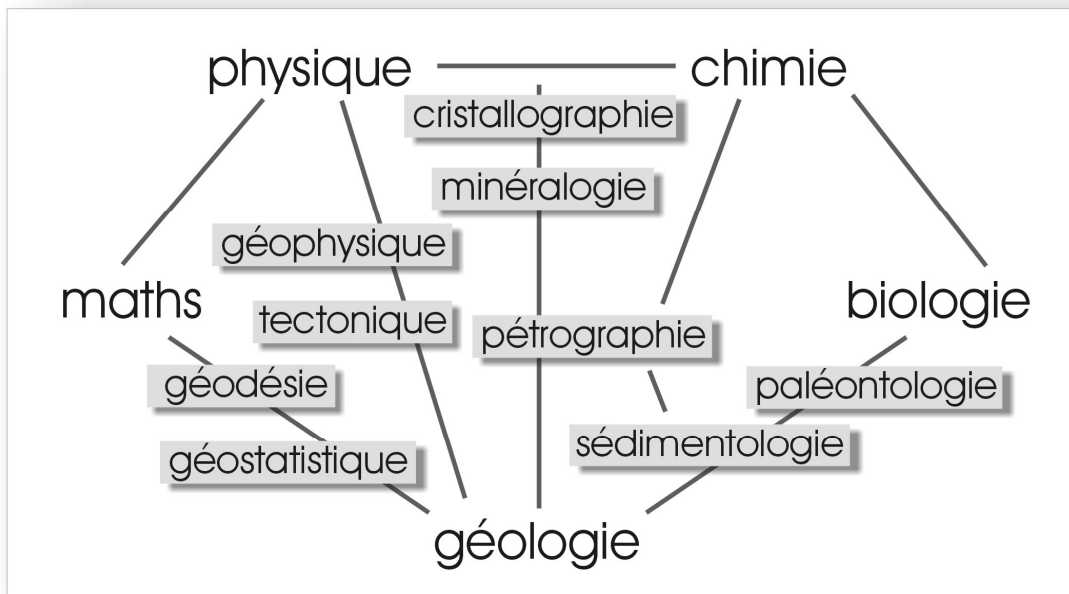 physique
chimie
cristallographie
minéralogie
géophysique
maths
biologie
tectonique
pétrographie
géodésie
paléontologie
sédimentologie
géostatistique
géologie